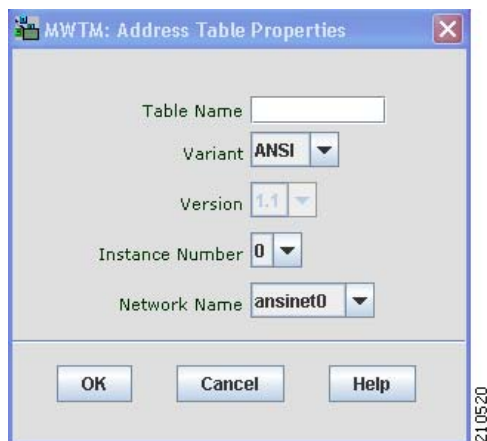 MWTM: Address Table Properties
Table Name
Variant ANSI
Version 1.1
Instance Number 0
Network Name ansinet0
OK Cancel Help
210520